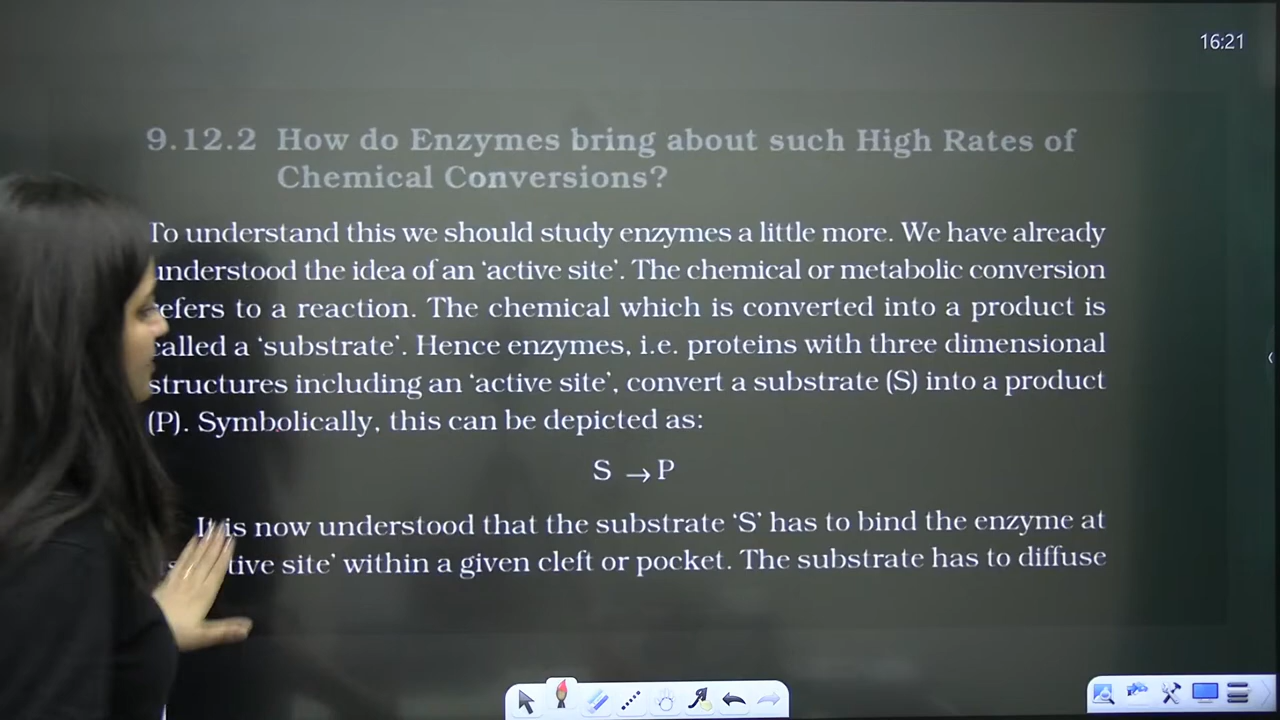 16:21
9.12.2 How do Enzymes bring about such High Rates of
Chemical Conversions?
To understand this we should study enzymes a little more. We have already
understood the idea of an ‘active site’. The chemical or metabolic conversion
refers to a reaction. The chemical which is converted into a product is
called a ‘substrate’. Hence enzymes, i.e. proteins with three dimensional
structures including an ‘active site’, convert a substrate (S) into a product
(P). Symbolically, this can be depicted as:
S → P
It is now understood that the substrate ‘S’ has to bind the enzyme at
site’ within a given cleft or pocket. The substrate has to diffuse